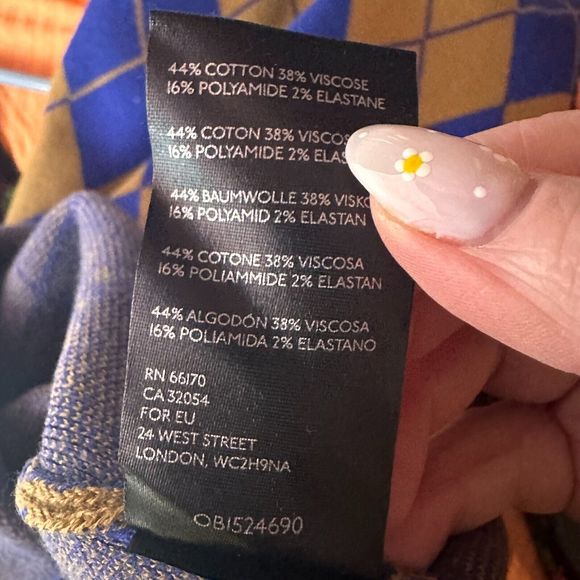 44% COTTON 38% VISCOSE
16% POLYAMIDE 2% ELASTANE
44% COTON 38%
16% POLYAMIDE 2%
44% BAUMWOLLE 38%
16% POLYAMID 2% ELASTAN
44% COTONE 38% VISCOSA
16% POLIAMMIDE 2% ELASTAN
44% ALGODÓN 38% VISCOSA
16% POLIAMIDA 2% ELASTANO
RN 66170
CA 32054
FOR EU
24 WEST STREET
LONDON, WC2H9NA
OB1524690